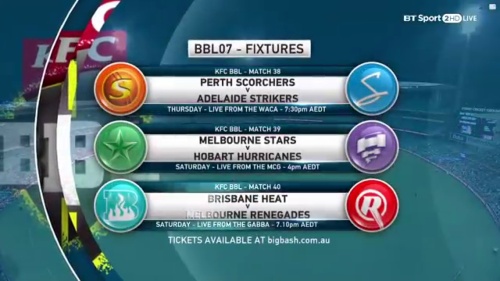 BT Sport 2HD LIVE
KFC
BBL07 - FIXTURES
KFC BBL - MATCH 38
PERTH SCORCHERS
v
ADELAIDE STRIKERS
THURSDAY - LIVE FROM THE WACA - 7:30pm AEDT
KFC BBL - MATCH 39
MELBOURNE STARS
v
HOBART HURRICANES
SATURDAY - LIVE FROM THE MCG - 6pm AEDT
KFC BBL - MATCH 40
BRISBANE HEAT
v
MELBOURNE RENEGADES
SATURDAY - LIVE FROM THE GABBA - 7.10pm AEDT
TICKETS AVAILABLE AT bigbash.com.au